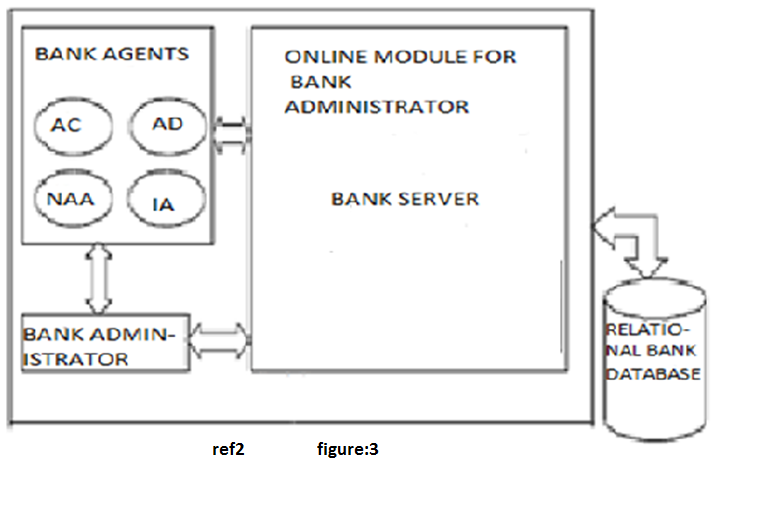 BANK AGENTS
AC
AD
NAA
IA
ONLINE MODULE FOR
BANK
ADMINISTRATOR
BANK SERVER
BANK ADMIN-
ISTRATOR
RELATIO-
NAL BANK
DATABASE
ref2 figure:3